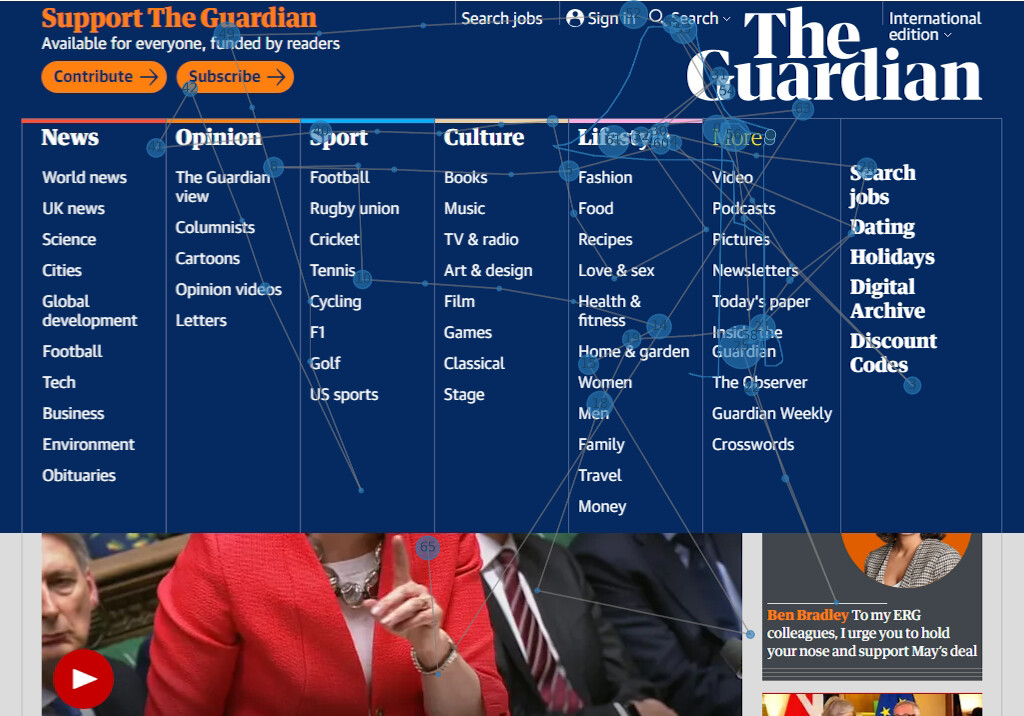 Support The Guardian
Available for everyone, funded by readers
Contribute
Subscribe
Search jobs
Sign in
Search
International
edition
The
Guardian
News
World news
UK news
Science
Cities
Global
development
Football
Tech
Business
Environment
Obituaries
Opinion
The Guardian
view
Columnists
Cartoons
Opinion videos
Letters
Sport
Football
Rugby union
Cricket
Tennis
Cycling
F1
Golf
US sports
Culture
Books
Music
TV & radio
Art & design
Film
Games
Classical
Stage
Lifestyle
Fashion
Food
Recipes
Love & sex
Health &
fitness
Home & garden
Women
Men
Family
Travel
Money
More
Video
Podcasts
Pictures
Newsletters
Today's paper
Inside the
Guardian
The Observer
Guardian Weekly
Crosswords
Search
jobs
Dating
Holidays
Digital
Archive
Discount
Codes
42
65
Ben Bradley To my ERG
colleagues, I urge you to hold
your nose and support May's deal